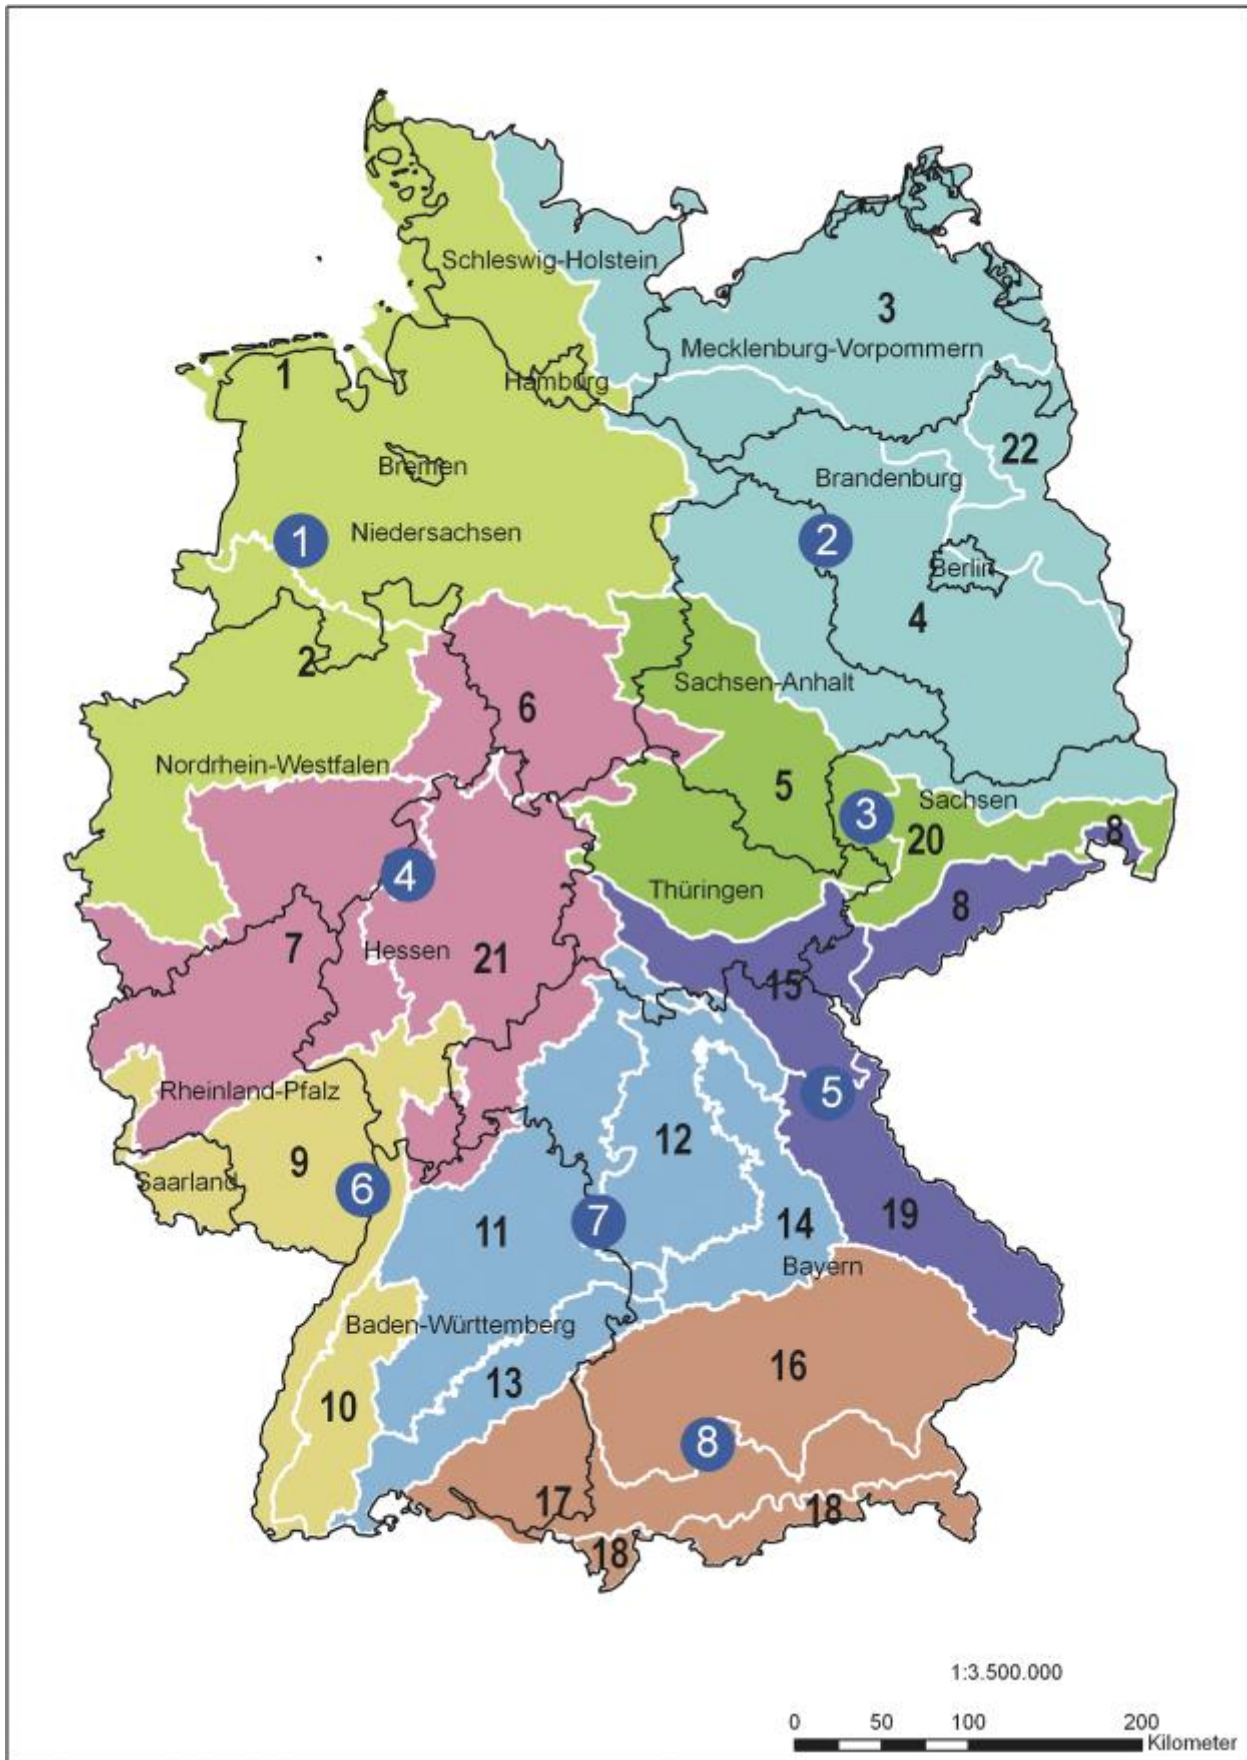 Schleswig-Holstein
3
Mecklenburg-Vorpommern
1
Hamburg
22
Bremen
Brandenburg
1
Niedersachsen
2
Berlin
4
2
Sachsen-Anhalt
6
Nordrhein-Westfalen
5
Sachsen
3
20
8
4
Thüringen
8
7
Hessen
21
15
Rheinland-Pfalz
5
12
9
Saarland
6
11
7
14
19
Bayern
Baden-Württemberg
16
13
10
8
17
18
18
1:3.500.000
0 50 100 200
Kilometer